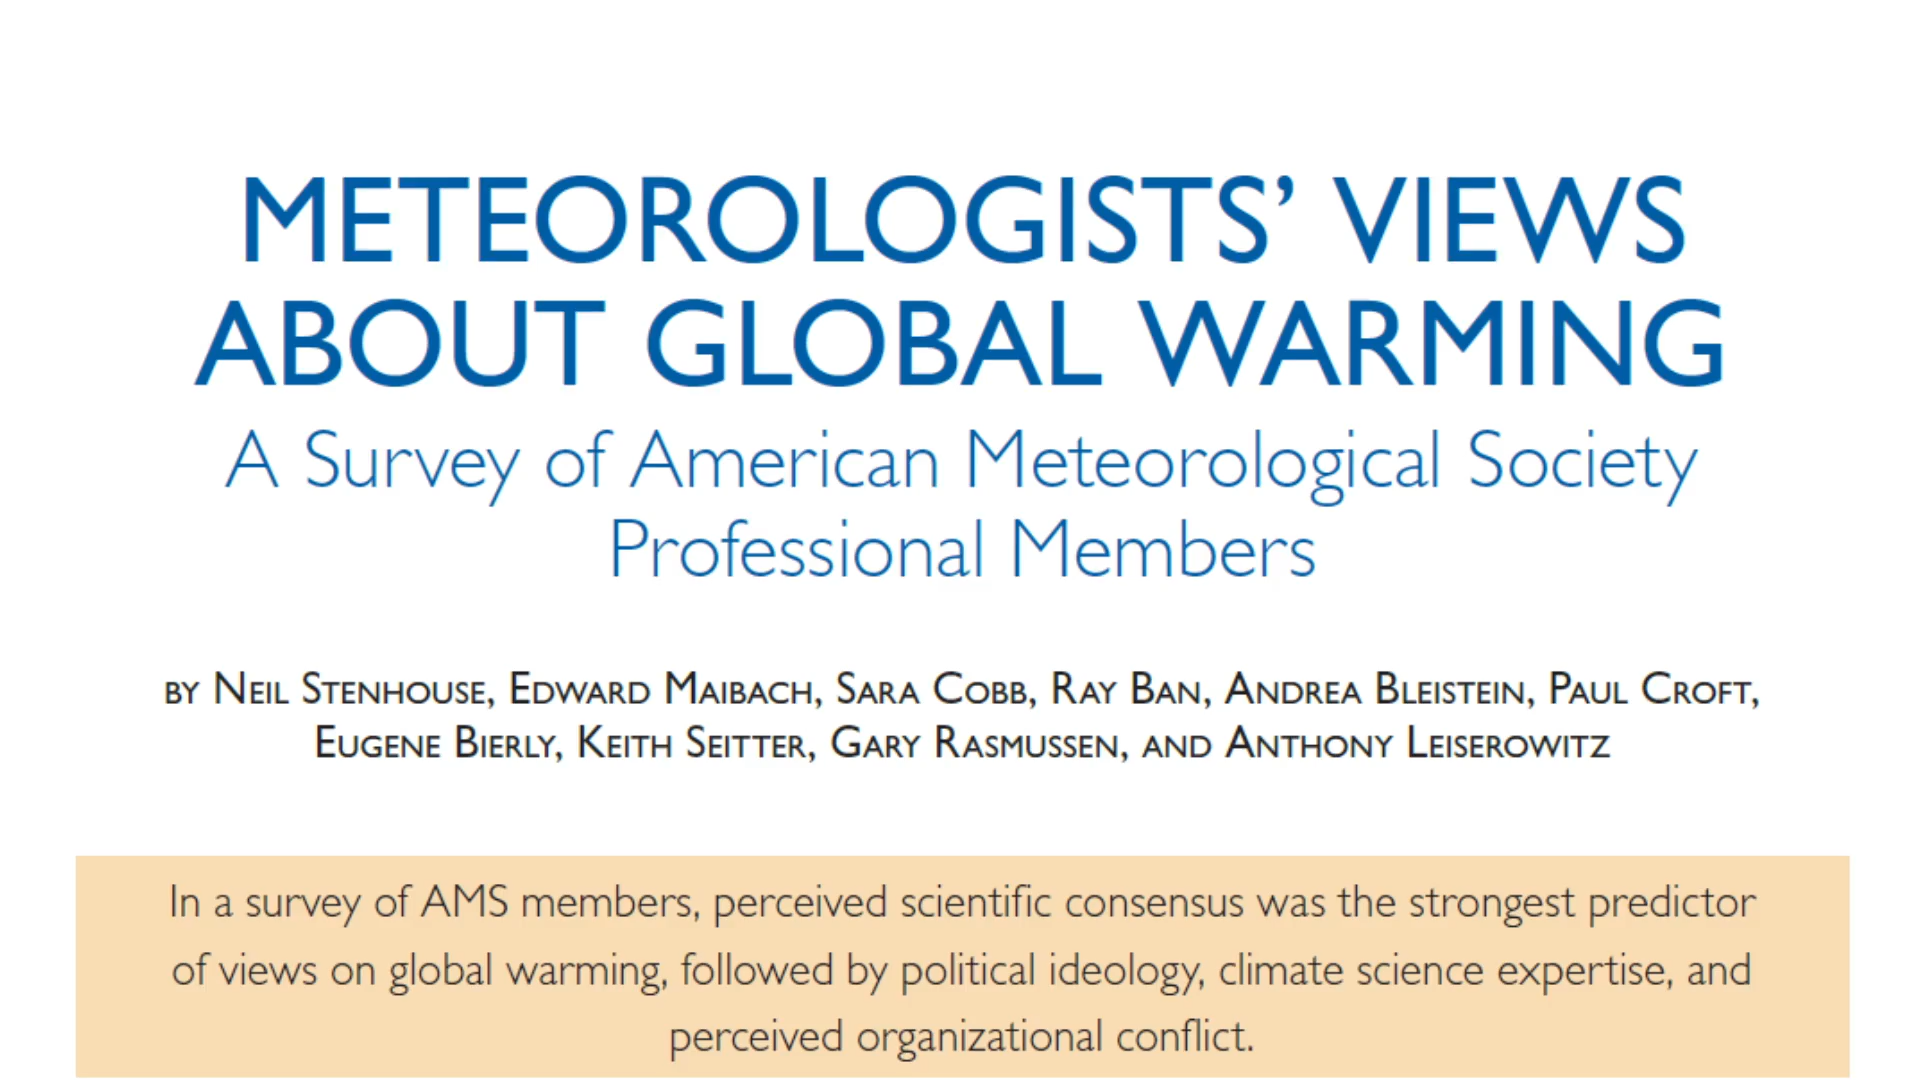 METEOROLOGISTS’ VIEWS
ABOUT GLOBAL WARMING
A Survey of American Meteorological Society
Professional Members
BY NEIL STENHOUSE, EDWARD MAIBACH, SARA COBB, RAY BAN, ANDREA BLEISTEIN, PAUL CROFT,
EUGENE BIERLY, KEITH SEITTER, GARY RASMUSSEN, AND ANTHONY LEISEROWITZ
In a survey of AMS members, perceived scientific consensus was the strongest predictor
of views on global warming, followed by political ideology, climate science expertise, and
perceived organizational conflict.